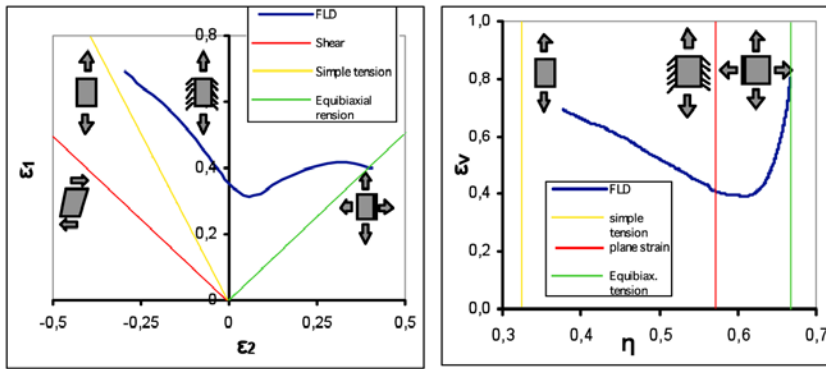 FLD
Shear
Simple tension
Equibiaxial
rension
0,8
0,6
0,4
0,2
0
-0,5
-0,25
0
0,25
0,5
ε1
ε2
FLD
simple
tension
plane strain
Equibiax.
tension
1,0
0,8
0,6
0,4
0,2
0,0
0,3
0,4
0,5
0,6
0,7
εv
η